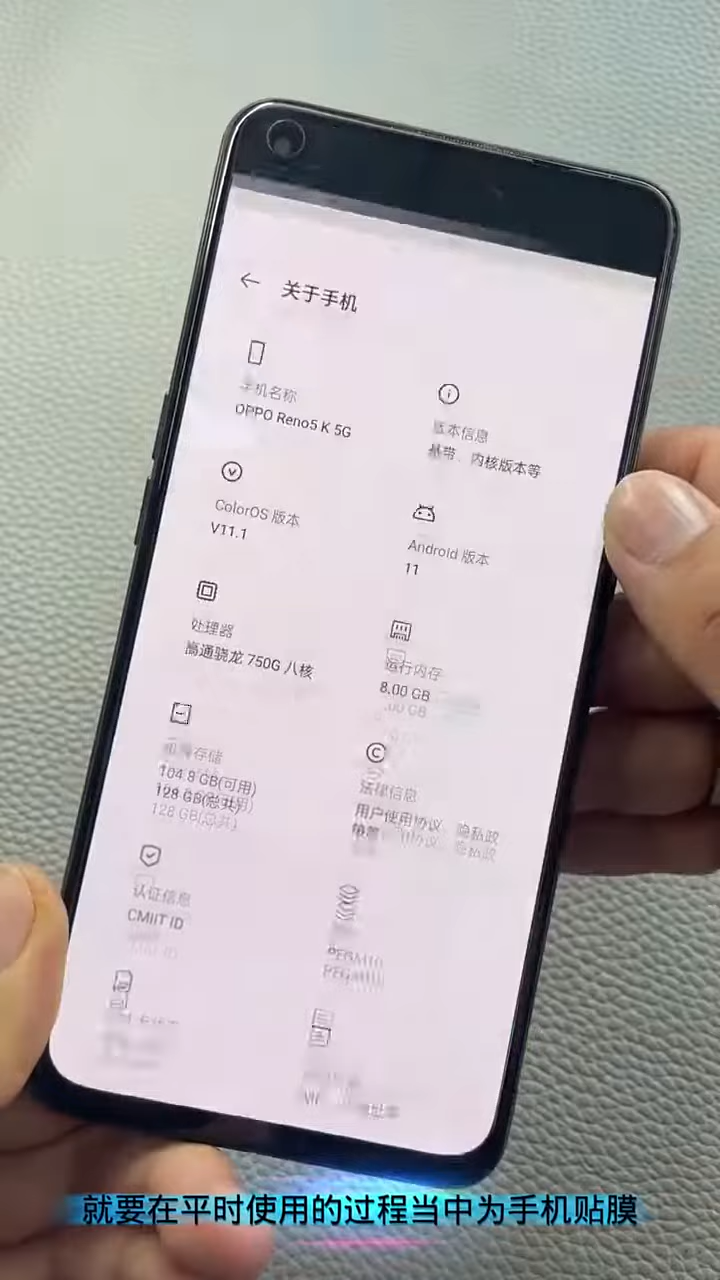 关于手机
手机名称
OPPO Reno5 K 5G
版本信息
基带、内核版本等
ColorOS 版本
V11.1
Android 版本
11
处理器
高通骁龙 750G 八核
运行内存
8.00 GB
104.8 GB(可用)
128 GB(总共)
法律信息
用户使用协议、隐私政
认证信息
CMIIT ID
就要在平时使用的过程当中为手机贴膜